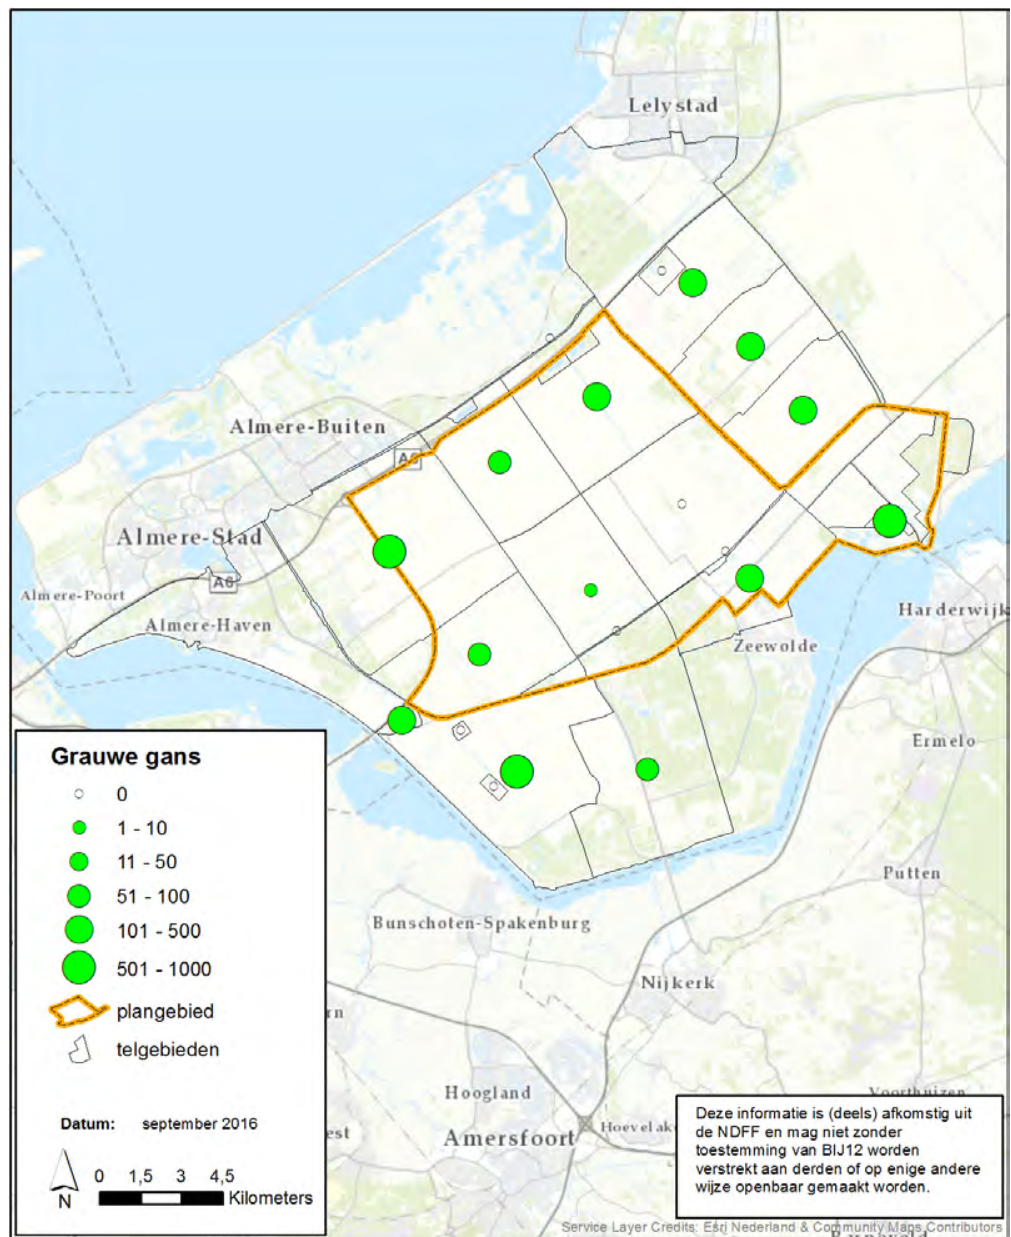 Lelystad
Almere-Buiten
A6
Almere-Stad
A6
Almere-Poort
Almere-Haven
Harderwijk
Zeewolde
Ermelo
Putten
Bunschoten-Spakenburg
Nijkerk
Hoogland
Voorthuizen
Amersfoort
Hoevelak
Grauwe gans
0
1 - 10
11 - 50
51 - 100
101 - 500
501 - 1000
plangebied
telgebieden
Datum: september 2016
N
0 1,5 3 4,5
Kilometers
rn
est
Deze informatie is (deels) afkomstig uit
de NDFF en mag niet zonder
toestemming van BIJ12 worden
verstrekt aan derden of op enige andere
wijze openbaar gemaakt worden.
Service Layer Credits: Esri Nederland & Community Maps Contributors